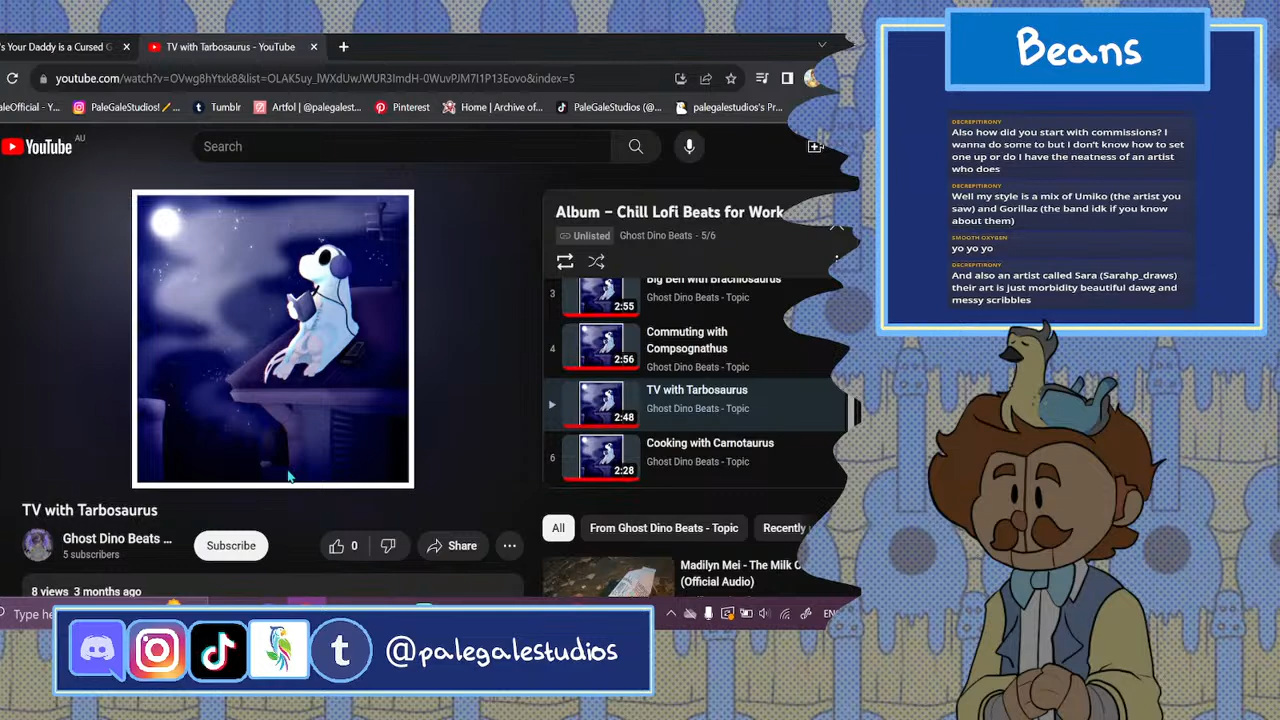 's Your Daddy is a Cursed G
TV with Tarbosaurus - YouTube
youtube.com/watch?v=OVwg8hYtxk8&list=OLAK5uy_lWXdUwJWUR3ImdH-0WuvPJM7l1P13Eovo&index=5
aleOfficial - Y...
PaleGaleStudios!
Tumblr
Artfol | @palegalest...
Pinterest
Home | Archive of...
PaleGaleStudios (@...
palegalestudios's Pr...
YouTube AU
Search
Album – Chill Lofi Beats for Work
Unlisted Ghost Dino Beats - 5/6
3 Big Ben with Brachiosaurus
Ghost Dino Beats - Topic
2:55
4 Commuting with
Compsognathus
Ghost Dino Beats - Topic
2:56
TV with Tarbosaurus
Ghost Dino Beats - Topic
2:48
6 Cooking with Carnotaurus
Ghost Dino Beats - Topic
2:28
TV with Tarbosaurus
Ghost Dino Beats ...
5 subscribers
Subscribe
0
Share
8 views 3 months ago
All
From Ghost Dino Beats - Topic
Recently
Madilyn Mei - The Milk
(Official Audio)
Type he
EN
@palegalestudios
Beans
DECREPITIRONY
Also how did you start with commissions? I
wanna do some to but I don't know how to set
one up or do I have the neatness of an artist
who does
DECREPITIRONY
Well my style is a mix of Umiko (the artist you
saw) and Gorillaz (the band idk if you know
about them)
SMOOTH OXYGEN
yo yo yo
DECREPITIRONY
And also an artist called Sara (Sarahp_draws)
their art is just morbidity beautiful dawg and
messy scribbles